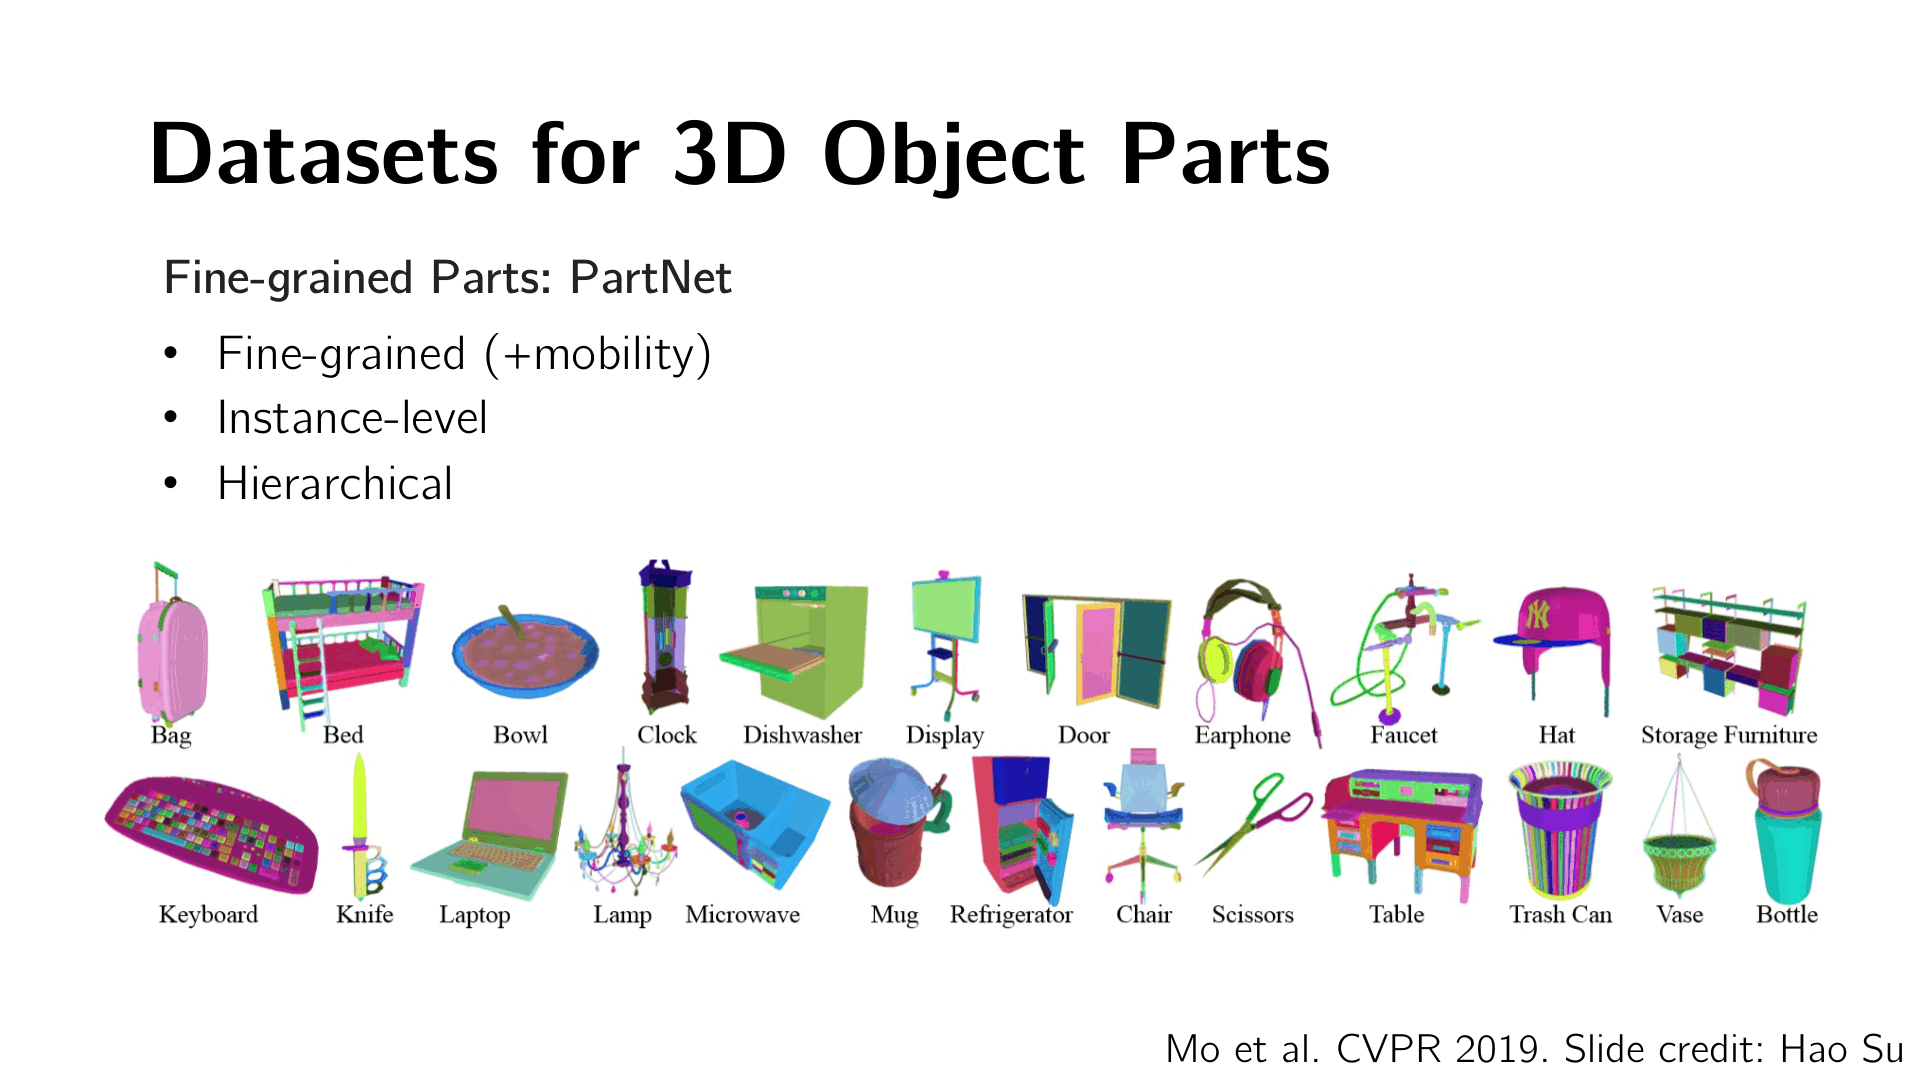 Datasets for 3D Object Parts
Fine-grained Parts: PartNet
• Fine-grained (+mobility)
• Instance-level
• Hierarchical
Bag Bed Bowl Clock Dishwasher Display Door Earphone Faucet Hat Storage Furniture
Keyboard Knife Laptop Lamp Microwave Mug Refrigerator Chair Scissors Table Trash Can Vase Bottle
Mo et al. CVPR 2019. Slide credit: Hao Su